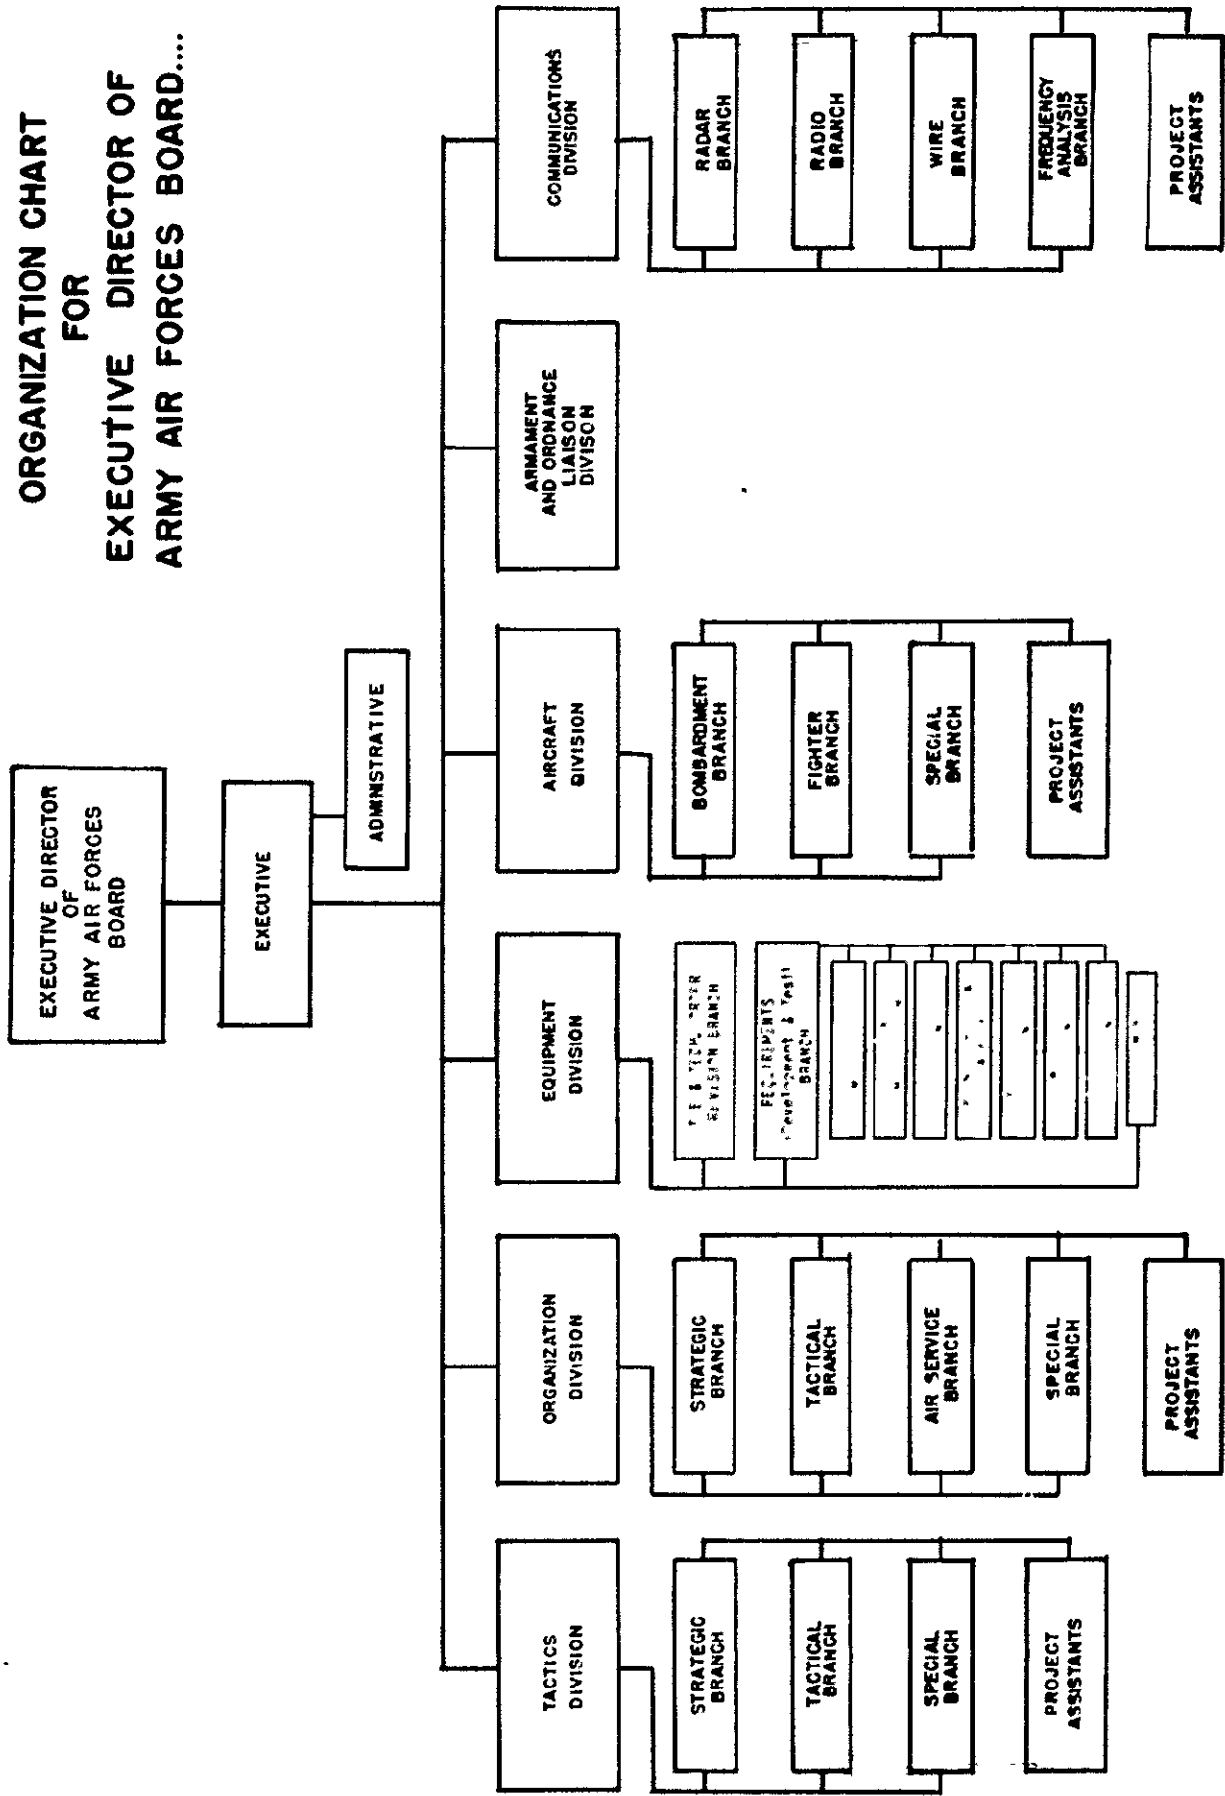 ORGANIZATION CHART
FOR
EXECUTIVE DIRECTOR OF
ARMY AIR FORCES BOARD....
EXECUTIVE DIRECTOR
OF
ARMY AIR FORCES
BOARD
EXECUTIVE
ADMINISTRATIVE
TACTICS
DIVISION
STRATEGIC
BRANCH
TACTICAL
BRANCH
SPECIAL
BRANCH
PROJECT
ASSISTANTS
ORGANIZATION
DIVISION
STRATEGIC
BRANCH
TACTICAL
BRANCH
AIR SERVICE
BRANCH
SPECIAL
BRANCH
PROJECT
ASSISTANTS
EQUIPMENT
DIVISION
REVISION BRANCH
REQUIREMENTS
Development & Test
BRANCH
AIRCRAFT
DIVISION
BOMBARDMENT
BRANCH
FIGHTER
BRANCH
SPECIAL
BRANCH
PROJECT
ASSISTANTS
ARMAMENT
AND ORDNANCE
LIAISON
DIVISON
COMMUNICATIONS
DIVISION
RADAR
BRANCH
RADIO
BRANCH
WIRE
BRANCH
FREQUENCY
ANALYSIS
BRANCH
PROJECT
ASSISTANTS